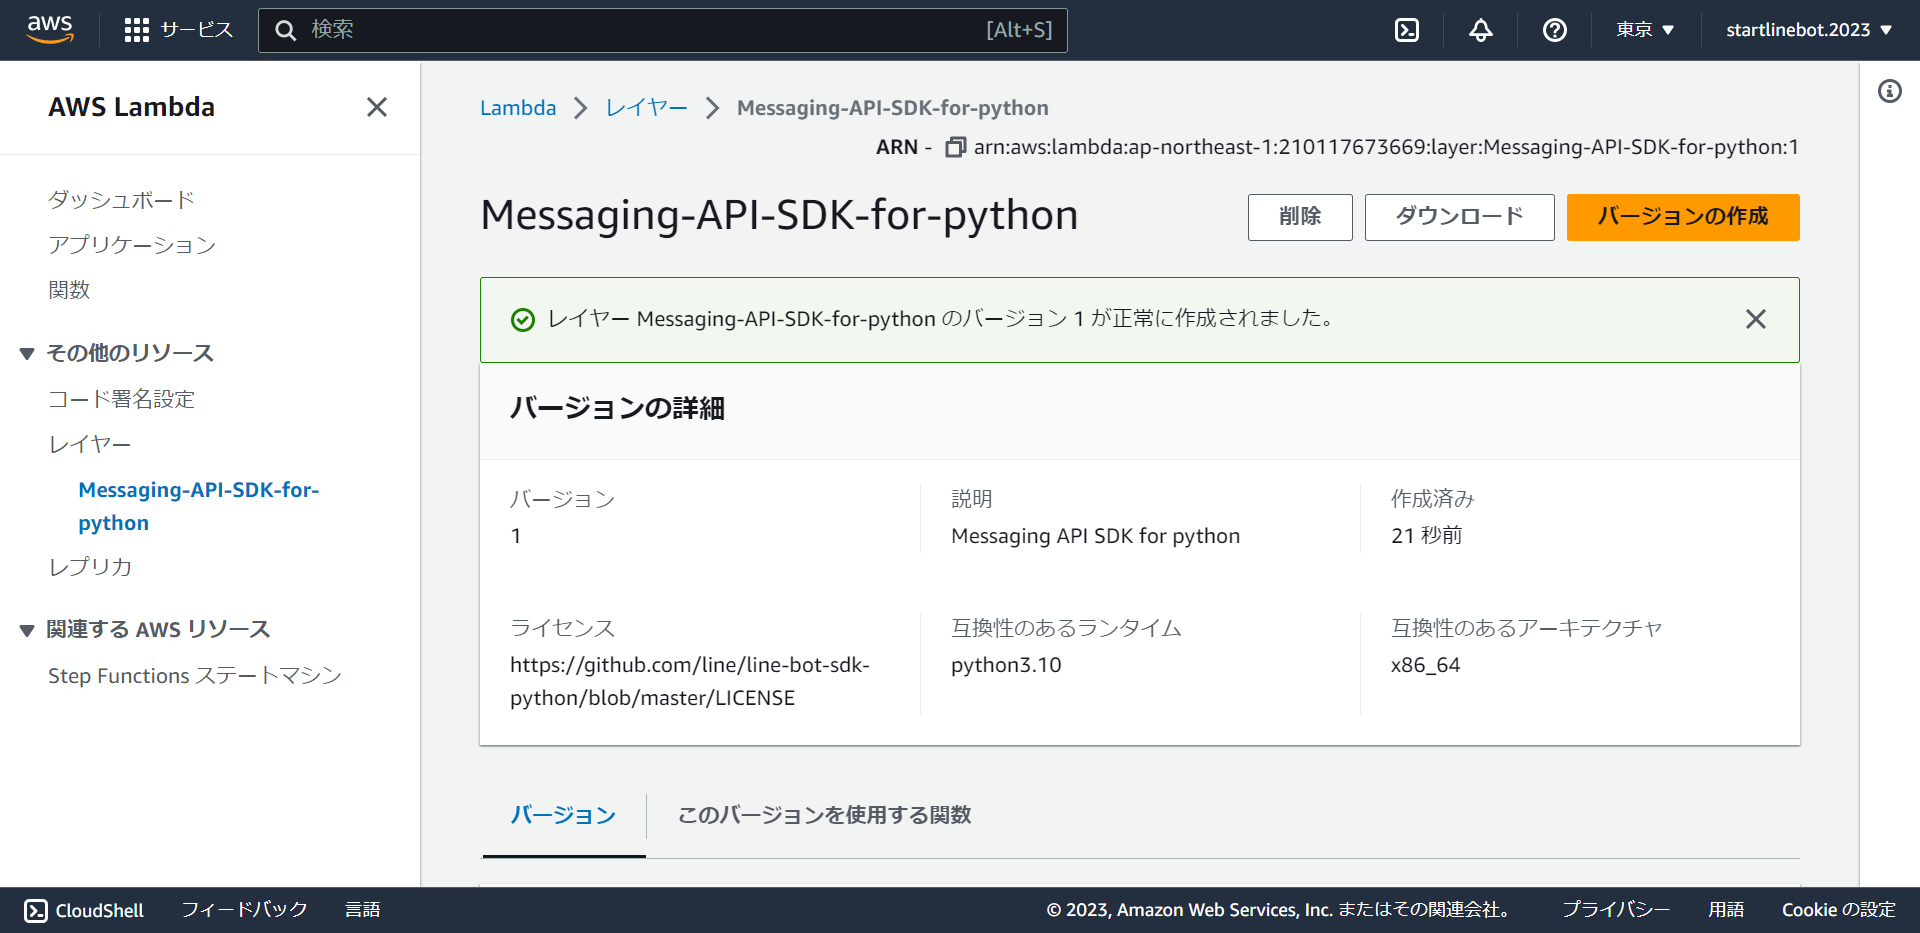 aws
サービス
検索
[Alt+S]
東京 ▼
startlinebot.2023 ▼
AWS Lambda
ダッシュボード
アプリケーション
関数
▼ その他のリソース
コード署名設定
レイヤー
Messaging-API-SDK-for-
python
レプリカ
▼ 関連する AWS リソース
Step Functions ステートマシン
Lambda > レイヤー > Messaging-API-SDK-for-python
ARN - arn:aws:lambda:ap-northeast-1:210117673669:layer:Messaging-API-SDK-for-python:1
Messaging-API-SDK-for-python
削除
ダウンロード
バージョンの作成
レイヤー Messaging-API-SDK-for-python のバージョン 1 が正常に作成されました。
バージョンの詳細
バージョン
1
説明
Messaging API SDK for python
作成済み
21 秒前
ライセンス
https://github.com/line/line-bot-sdk-
python/blob/master/LICENSE
互換性のあるランタイム
python3.10
互換性のあるアーキテクチャ
x86_64
バージョン
このバージョンを使用する関数
CloudShell
フィードバック
言語
© 2023, Amazon Web Services, Inc. またはその関連会社。
プライバシー
用語
Cookie の設定